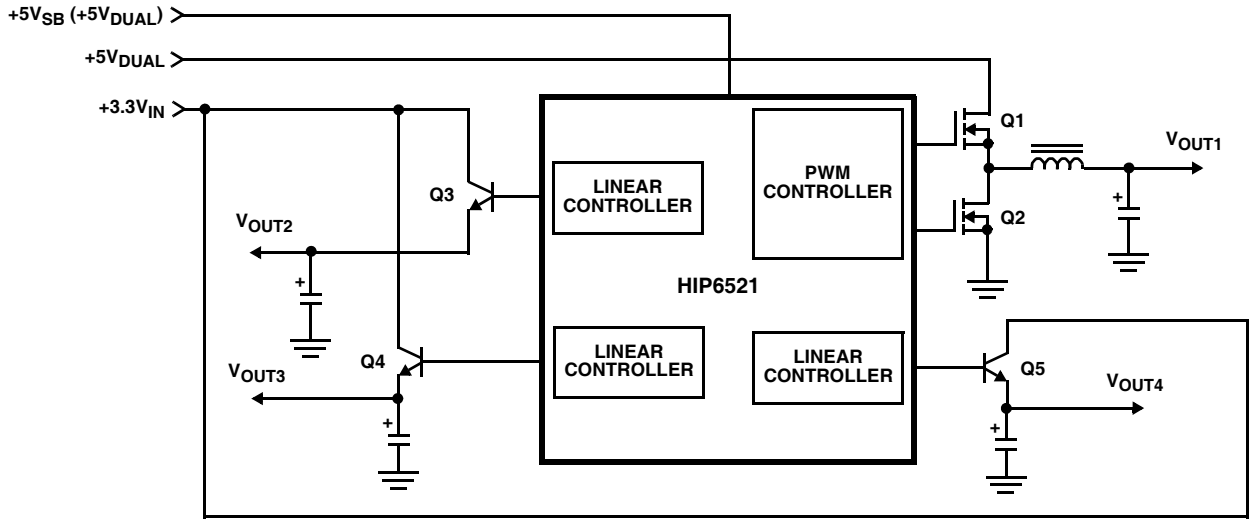 +5VSB (+5VDUAL)
+5VDUAL
+3.3VIN
Q1
VOUT1
PWM
CONTROLLER
LINEAR
CONTROLLER
Q3
Q2
VOUT2
+
+
HIP6521
LINEAR
CONTROLLER
LINEAR
CONTROLLER
Q4
Q5
VOUT3
VOUT4
+
+